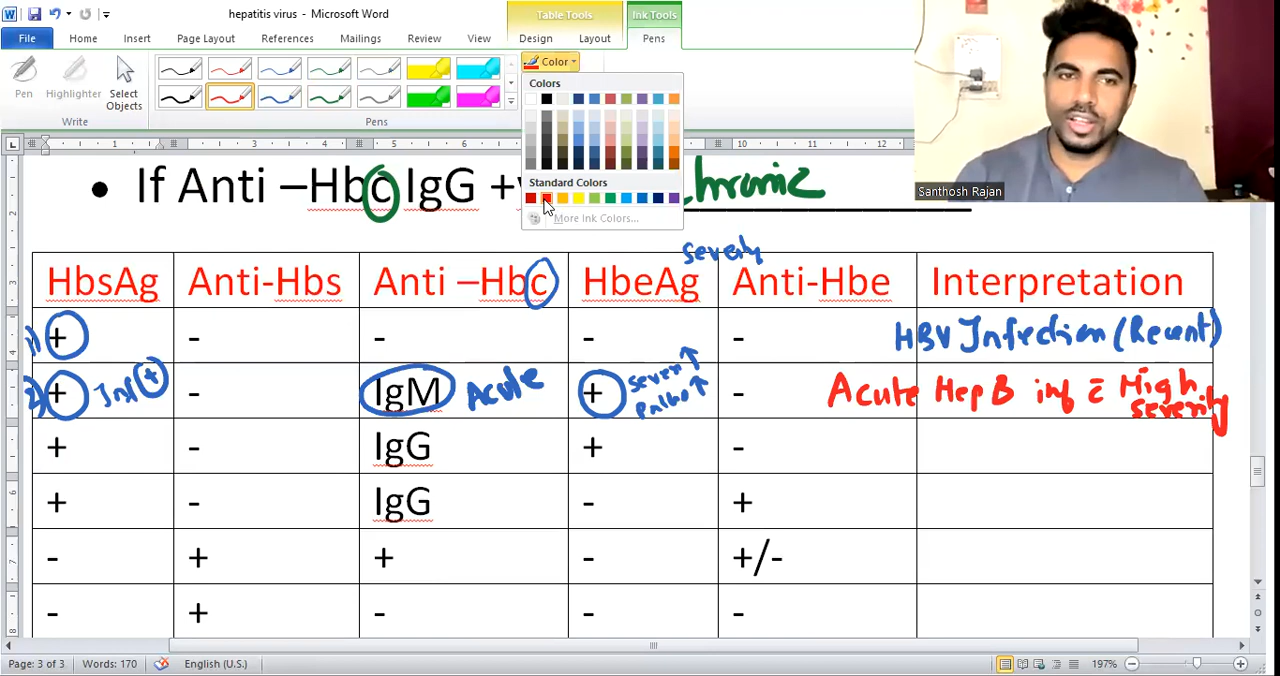 hepatitis virus - Microsoft Word
Table Tools
Ink Tools
File Home Insert Page Layout References Mailings Review View Design Layout Pens
Pen
Highlighter
Select Objects
Color
Write
Pens
Colors
Standard Colors
More Ink Colors...
Santhosh Rajan
• If Anti –Hbc IgG + chronic
severity
HbsAg Anti-Hbs Anti –Hbc HbeAg Anti-Hbe Interpretation
1) + - - - - HBV Infection (Recent)
2) + Inf + - IgM Acute + sever ↑ - Acute Hep B inf c̄ High severity
+ - IgG + -
+ - IgG - +
- + + - +/-
- + - - -
Page: 3 of 3 Words: 170 English (U.S.) 197%